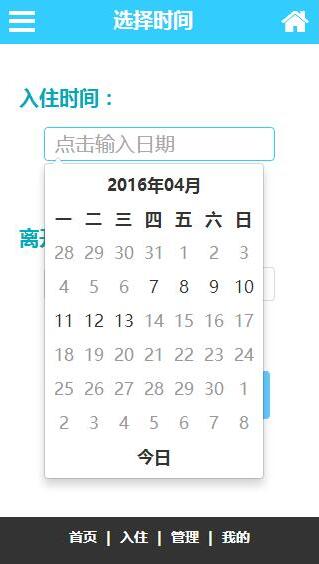 选择时间
入住时间：
点击输入日期
2016年04月
一 二 三 四 五 六 日
28 29 30 31 1 2 3
离开
4 5 6 7 8 9 10
11 12 13 14 15 16 17
18 19 20 21 22 23 24
25 26 27 28 29 30 1
2 3 4 5 6 7 8
今日
首页 | 入住 | 管理 | 我的